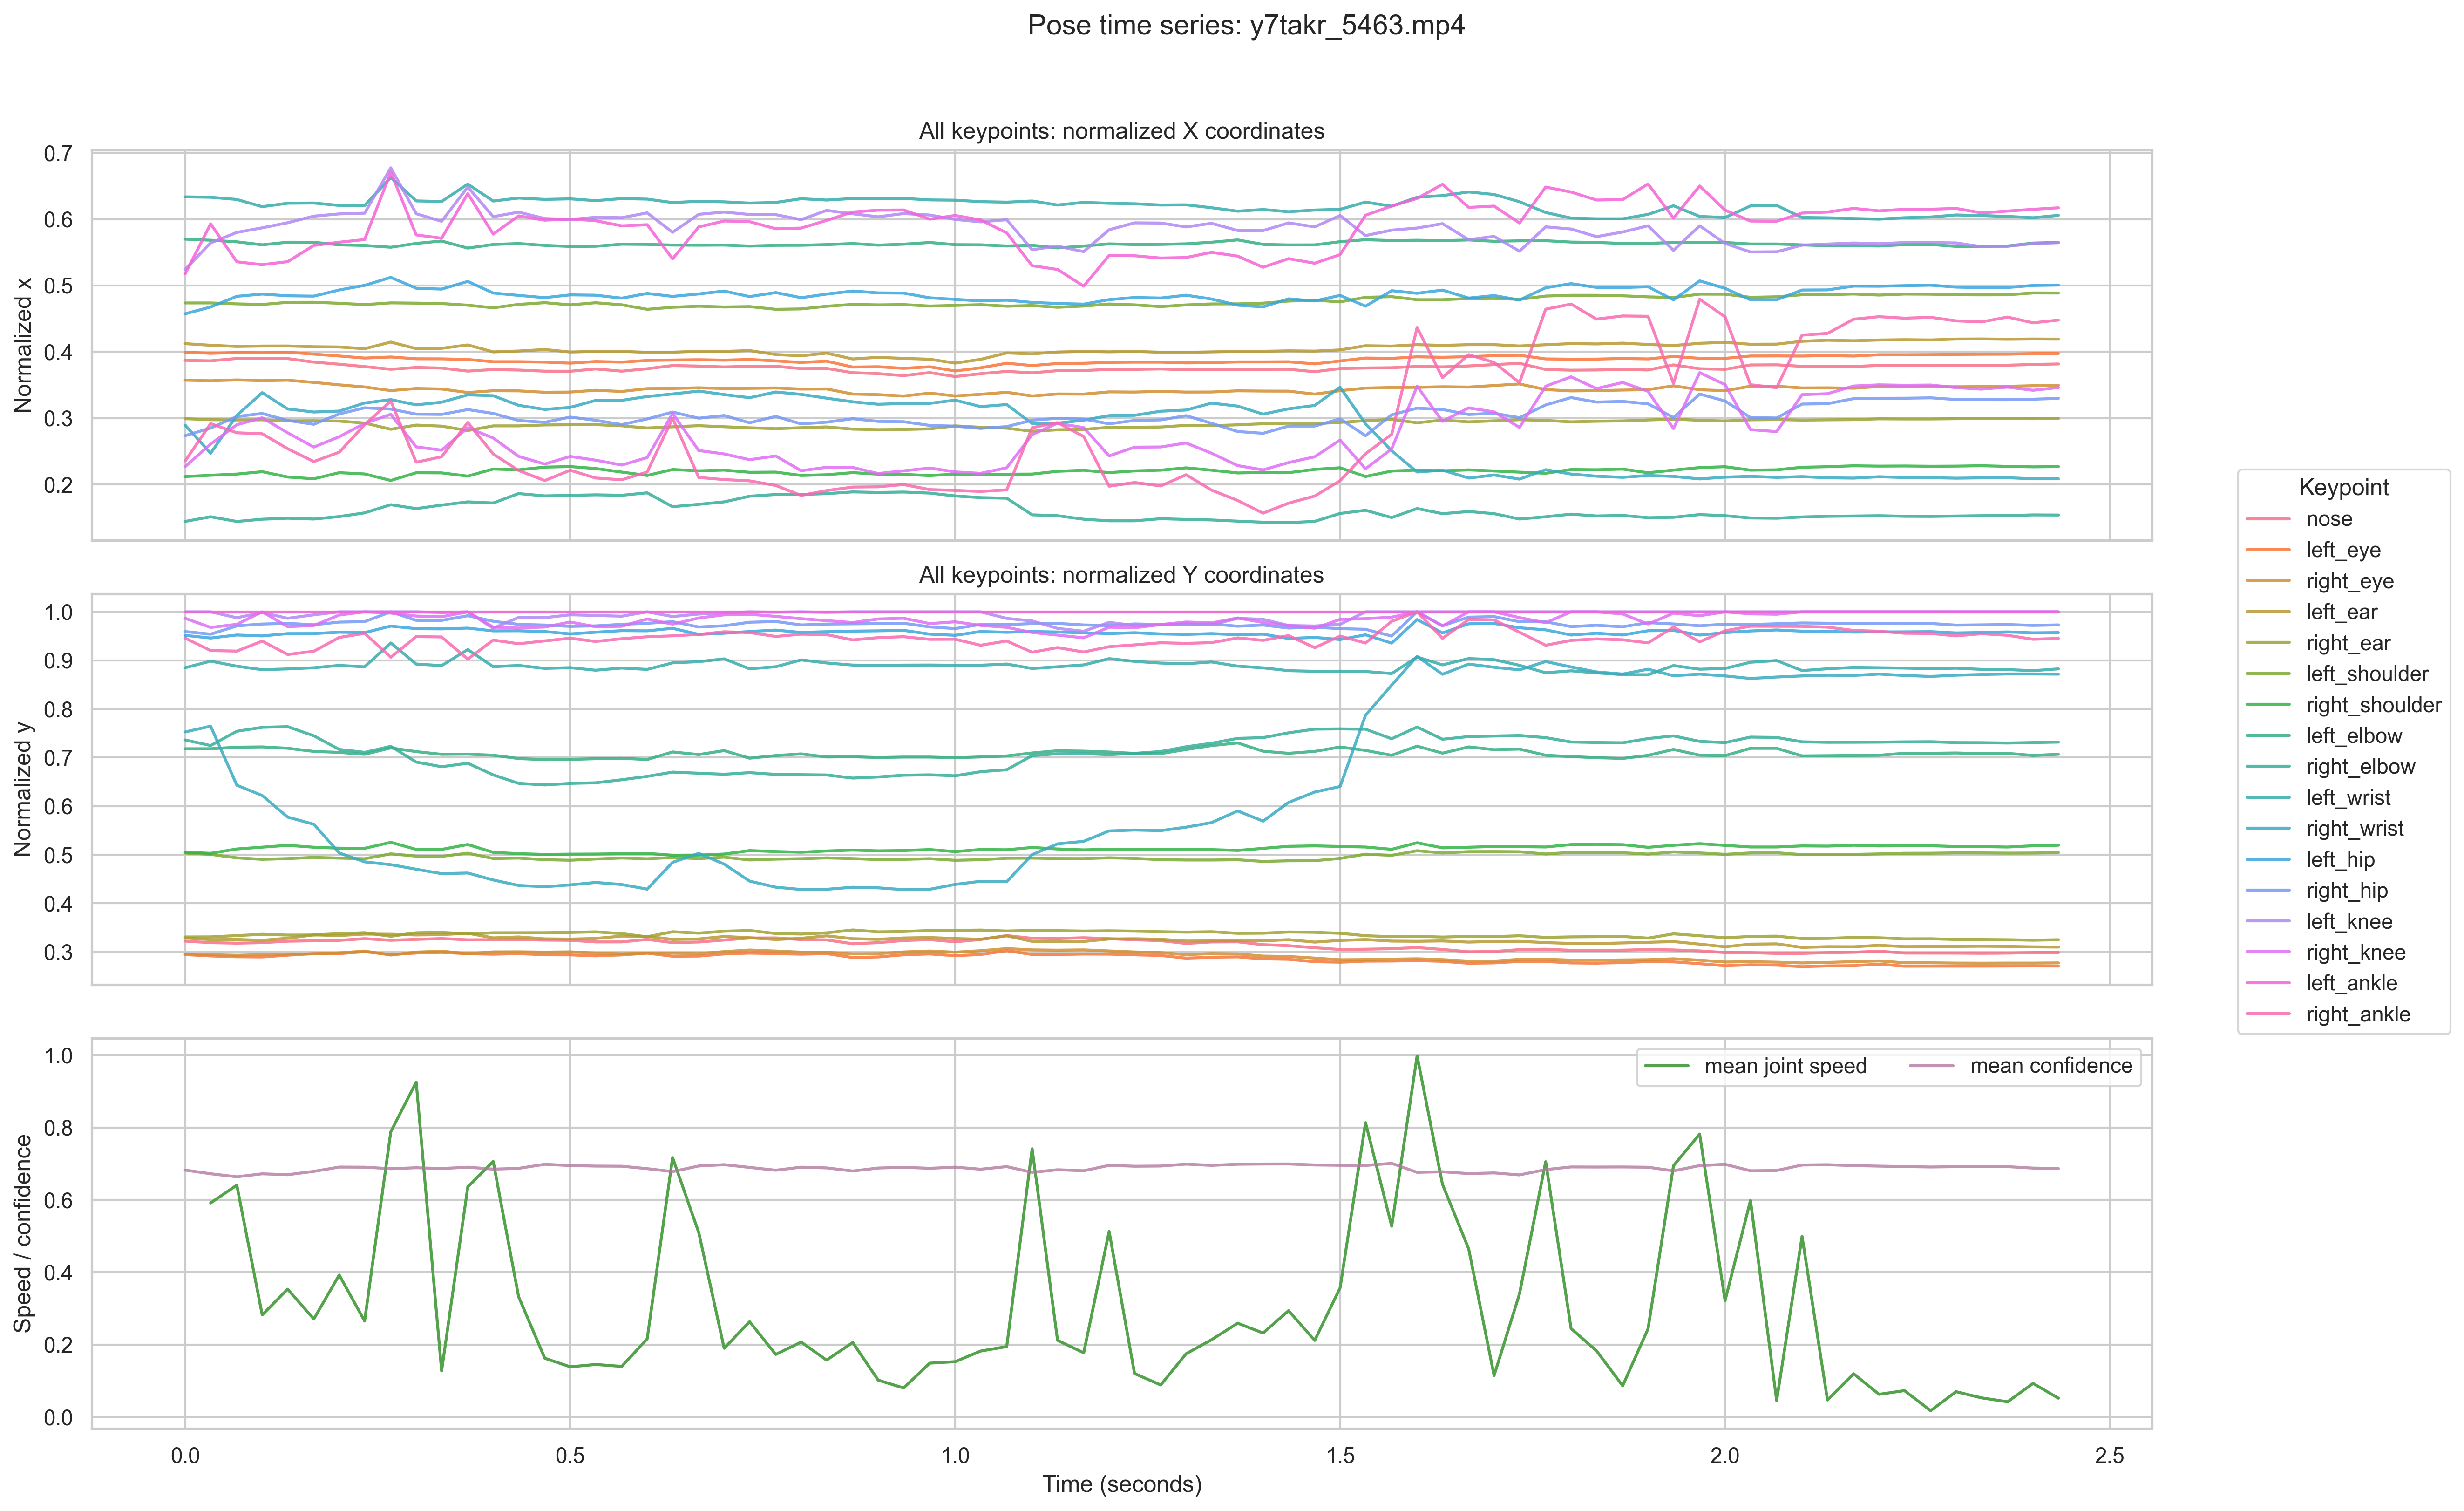 Pose time series: y7takr_5463.mp4
All keypoints: normalized X coordinates
Normalized x
0.7
0.6
0.5
0.4
0.3
0.2
All keypoints: normalized Y coordinates
Normalized y
1.0
0.9
0.8
0.7
0.6
0.5
0.4
0.3
Keypoint
nose
left_eye
right_eye
left_ear
right_ear
left_shoulder
right_shoulder
left_elbow
right_elbow
left_wrist
right_wrist
left_hip
right_hip
left_knee
right_knee
left_ankle
right_ankle
mean joint speed mean confidence
Speed / confidence
1.0
0.8
0.6
0.4
0.2
0.0
0.0 0.5 1.0 1.5 2.0 2.5
Time (seconds)